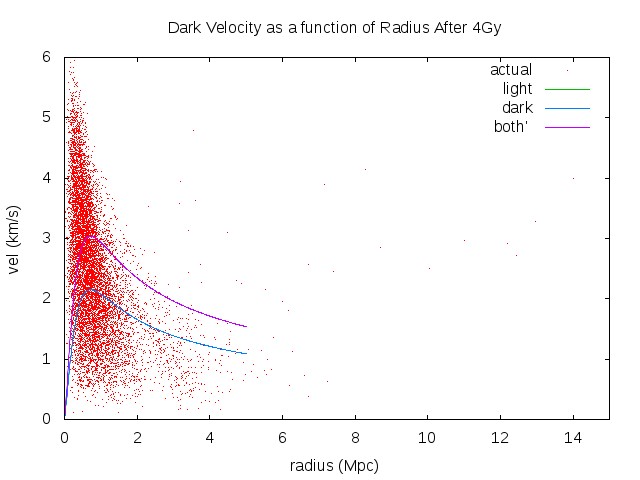 Dark Velocity as a function of Radius After 4Gy
6
5
4
3
2
1
0
vel (km/s)
actual
light
dark
both'
0 2 4 6 8 10 12 14
radius (Mpc)